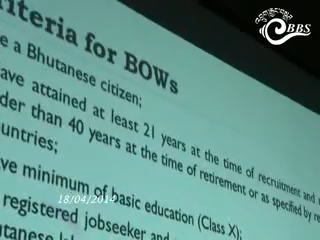 BBS
iteria for BOWs
e a Bhutanese citizen;
ave attained at least 21 years at the time of recruitment and
der than 40 years at the time of retirement or as specified by re
ountries;
ve minimum of basic education (Class X);
registered jobseeker and
utanese
18/04/2014